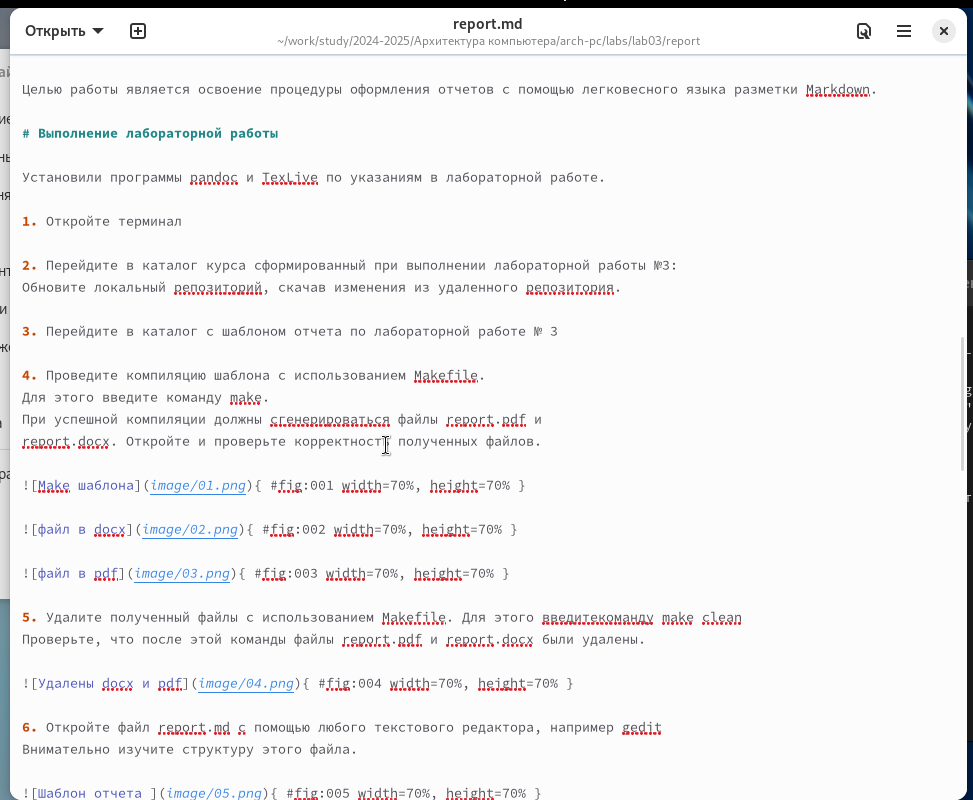 Открыть
report.md
~/work/study/2024-2025/Архитектура компьютера/arch-pc/labs/lab03/report
Целью работы является освоение процедуры оформления отчетов с помощью легковесного языка разметки Markdown.
# Выполнение лабораторной работы
Установили программы pandoc и TexLive по указаниям в лабораторной работе.
1. Откройте терминал
2. Перейдите в каталог курса сформированный при выполнении лабораторной работы №3:
Обновите локальный репозиторий, скачав изменения из удаленного репозитория.
3. Перейдите в каталог с шаблоном отчета по лабораторной работе № 3
4. Проведите компиляцию шаблона с использованием Makefile.
Для этого введите команду make.
При успешной компиляции должны сгенерироваться файлы report.pdf и
report.docx. Откройте и проверьте корректность полученных файлов.
![Make шаблона](image/01.png){ #fig:001 width=70%, height=70% }
![файл в docx](image/02.png){ #fig:002 width=70%, height=70% }
![файл в pdf](image/03.png){ #fig:003 width=70%, height=70% }
5. Удалите полученный файлы с использованием Makefile. Для этого введитекоманду make clean
Проверьте, что после этой команды файлы report.pdf и report.docx были удалены.
![Удалены docx и pdf](image/04.png){ #fig:004 width=70%, height=70% }
6. Откройте файл report.md c помощью любого текстового редактора, например gedit
Внимательно изучите структуру этого файла.
![Шаблон отчета ](image/05.png){ #fig:005 width=70%, height=70% }